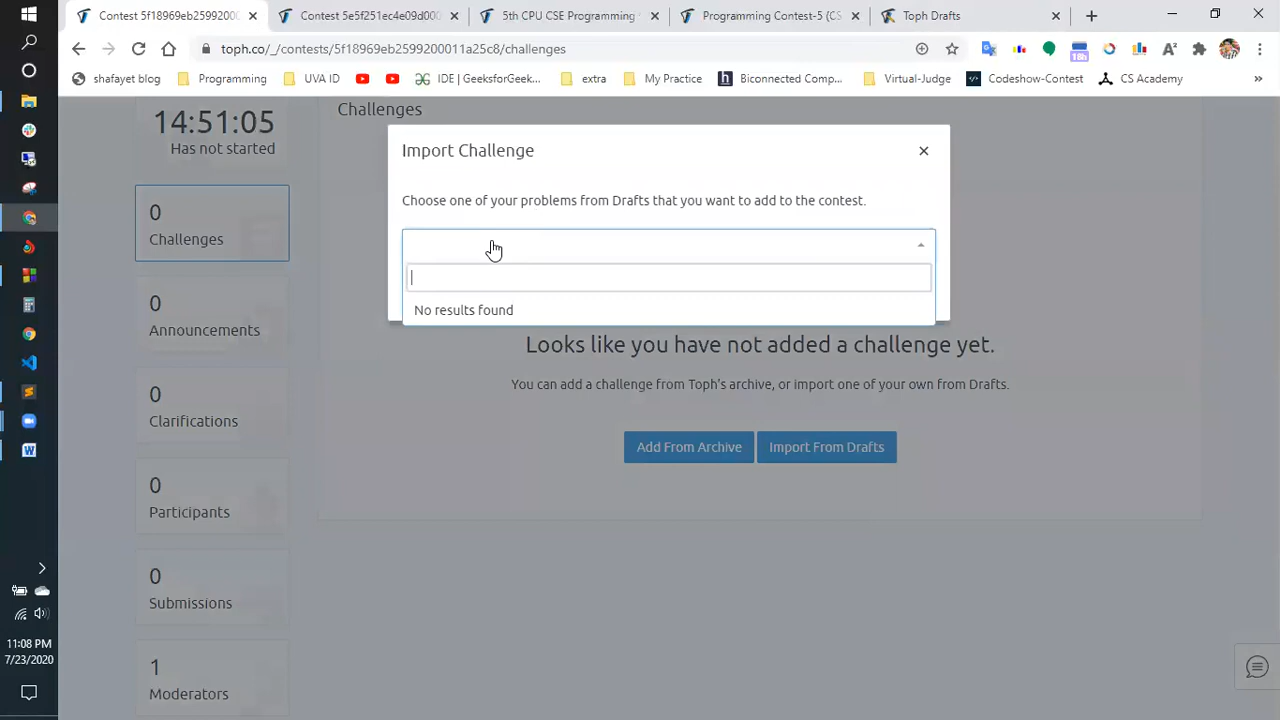 Contest 5f18969eb2599200
Contest 5e5f251ec4e09d000
5th CPU CSE Programming
Programming Contest-5 (CS
Toph Drafts
toph.co/_/contests/5f18969eb2599200011a25c8/challenges
18h
shafayet blog
Programming
UVA ID
IDE | GeeksforGeek...
extra
My Practice
Biconnected Comp...
Virtual-Judge
Codeshow-Contest
CS Academy
14:51:05
Has not started
Challenges
Import Challenge
Choose one of your problems from Drafts that you want to add to the contest.
No results found
0
Challenges
Looks like you have not added a challenge yet.
You can add a challenge from Toph's archive, or import one of your own from Drafts.
Add From Archive
Import From Drafts
0
Announcements
0
Clarifications
0
Participants
0
Submissions
1
Moderators
11:08 PM
7/23/2020